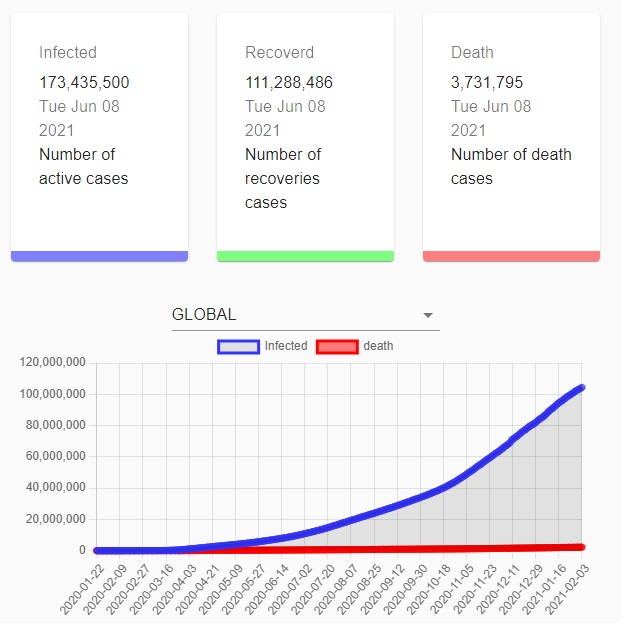 Infected
173,435,500
Tue Jun 08
2021
Number of
active cases
Recoverd
111,288,486
Tue Jun 08
2021
Number of
recoveries
cases
Death
3,731,795
Tue Jun 08
2021
Number of death
cases
GLOBAL
Infected
death
120,000,000
100,000,000
80,000,000
60,000,000
40,000,000
20,000,000
0
2020-01-22
2020-02-09
2020-02-27
2020-03-16
2020-04-03
2020-04-21
2020-05-09
2020-05-27
2020-06-14
2020-07-02
2020-07-20
2020-08-07
2020-08-25
2020-09-12
2020-09-30
2020-10-18
2020-11-05
2020-11-23
2020-12-11
2020-12-29
2021-01-16
2021-02-03